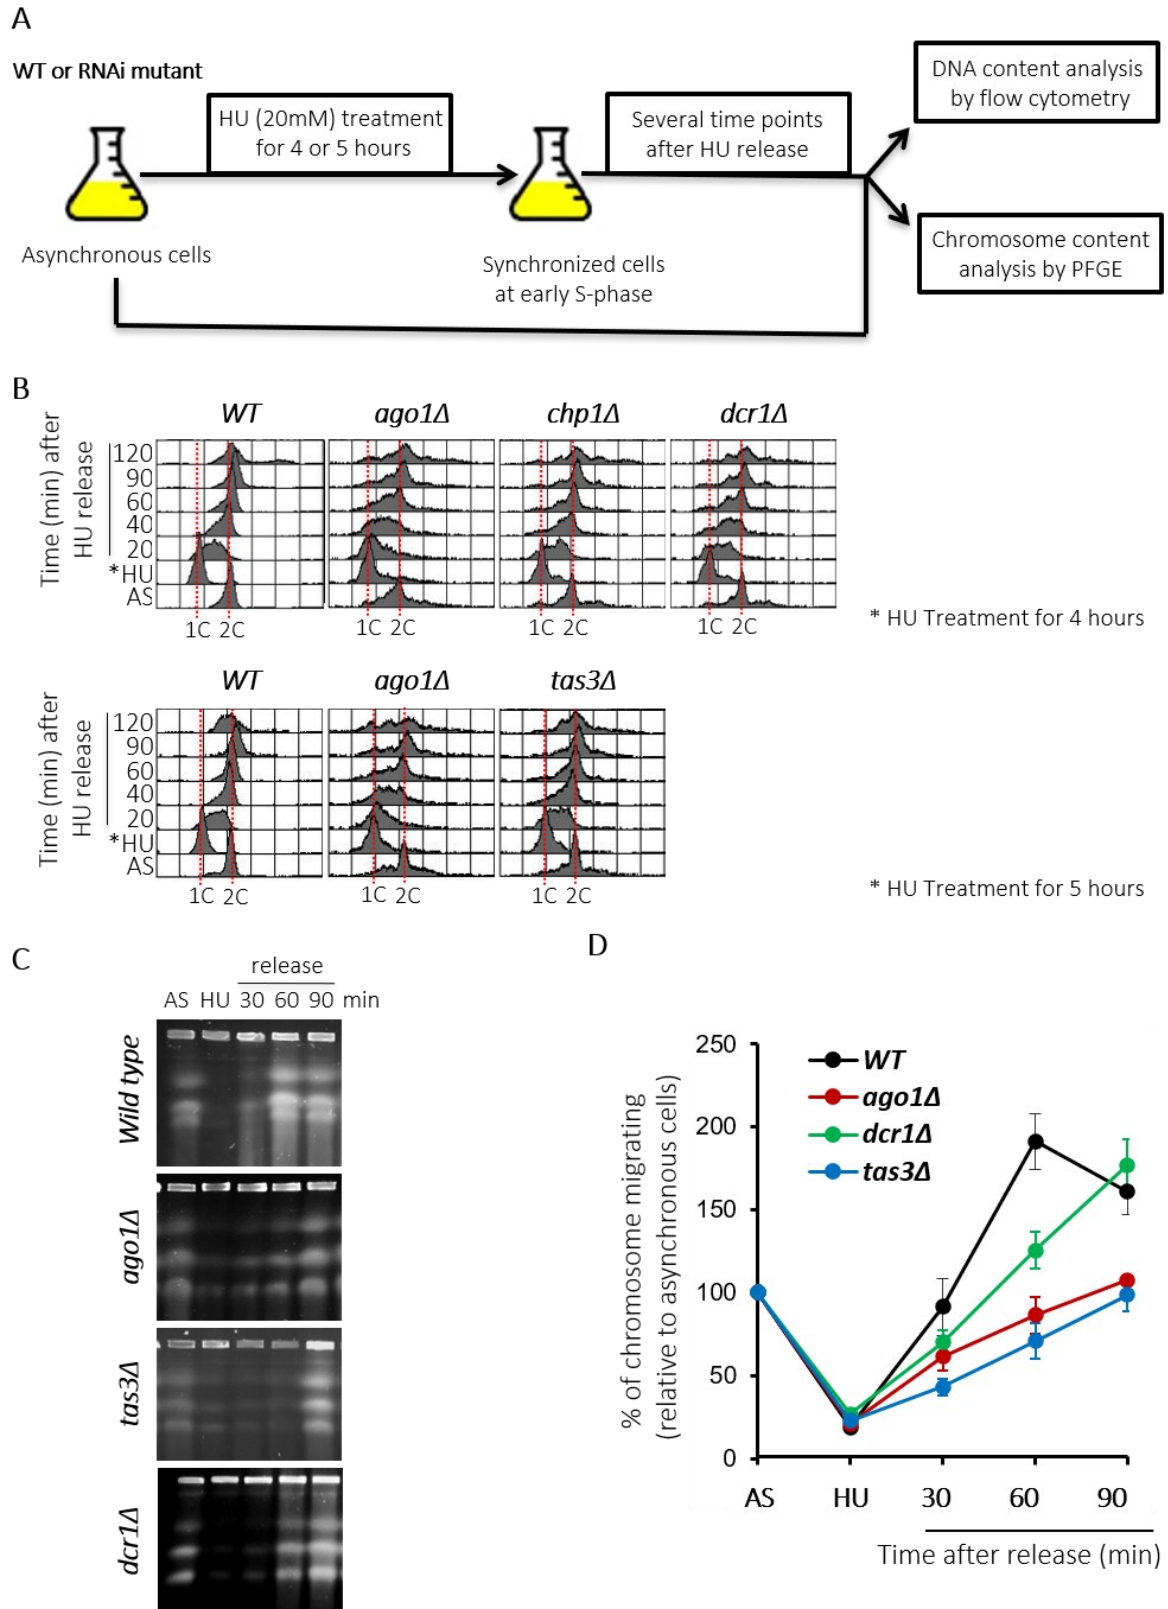 A
WT or RNAi mutant
HU (20mM) treatment
for 4 or 5 hours
Several time points
after HU release
DNA content analysis
by flow cytometry
Chromosome content
analysis by PFGE
Asynchronous cells
Synchronized cells
at early S-phase
B
WT ago1Δ chp1Δ dcr1Δ
Time (min) after
HU release
120
90
60
40
20
*HU
AS
1C 2C 1C 2C 1C 2C 1C 2C
* HU Treatment for 4 hours
WT ago1Δ tas3Δ
Time (min) after
HU release
120
90
60
40
20
*HU
AS
1C 2C 1C 2C 1C 2C
* HU Treatment for 5 hours
C
release
AS HU 30 60 90 min
Wild type
ago1Δ
tas3Δ
dcr1Δ
D
% of chromosome migrating
(relative to asynchronous cells)
250
200
150
100
50
0
WT
ago1Δ
dcr1Δ
tas3Δ
AS HU 30 60 90
Time after release (min)